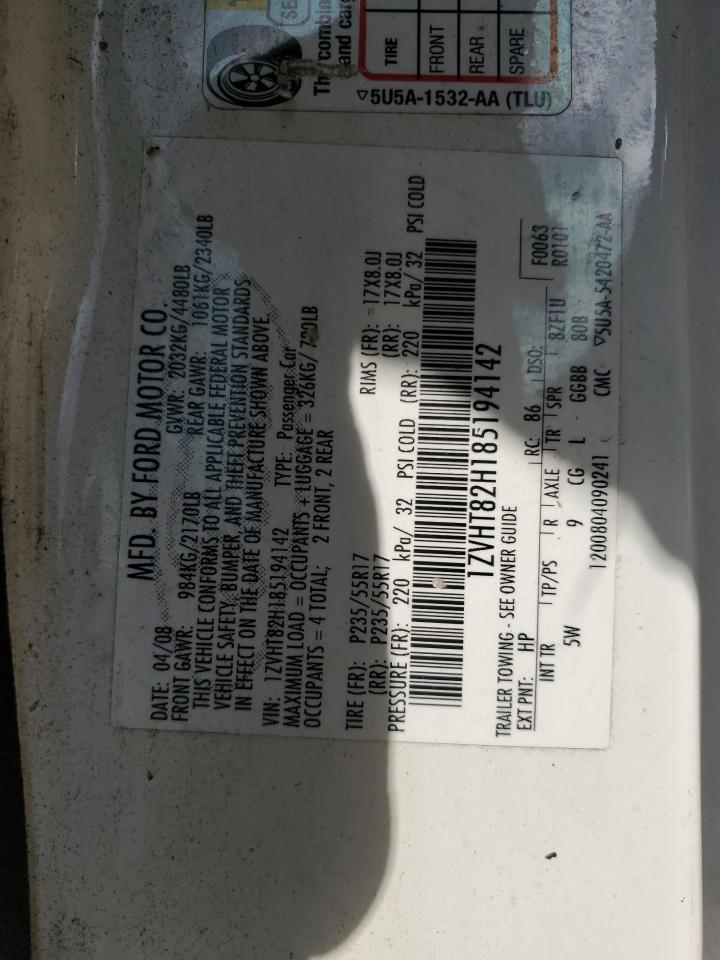 SE
The combin
and carg
TIRE
FRONT
REAR
SPARE
▽5U5A-1532-AA (TLU)
MFD. BY FORD MOTOR CO.
DATE: 04/08 GVWR: 2032KG/4480LB
FRONT GAWR: 984KG/2170LB REAR GAWR: 1061KG/2340LB
THIS VEHICLE CONFORMS TO ALL APPLICABLE FEDERAL MOTOR
VEHICLE SAFETY, BUMPER, AND THEFT PREVENTION STANDARDS
IN EFFECT ON THE DATE OF MANUFACTURE SHOWN ABOVE.
VIN: 1ZVHT82H185194142 TYPE: Passenger Car
MAXIMUM LOAD = OCCUPANTS + LUGGAGE = 326KG/ LB
OCCUPANTS = 4 TOTAL; 2 FRONT, 2 REAR
TIRE (FR): P235/55R17 RIMS (FR): 17X8.0J
(RR): P235/55R17 (RR): 17X8.0J
PRESSURE (FR): 220 kPa/ 32 PSI COLD (RR): 220 kPa/ 32 PSI COLD
1ZVHT82H185194142
TRAILER TOWING - SEE OWNER GUIDE
EXT PNT: HP RC: 86 DSO: 8ZF1U F0063
R0101
INT TR TP/PS R AXLE TR SPR 80B
5W 9 CG L GGBB
1200804090241 CMC ▽5U5A-5420472-AA